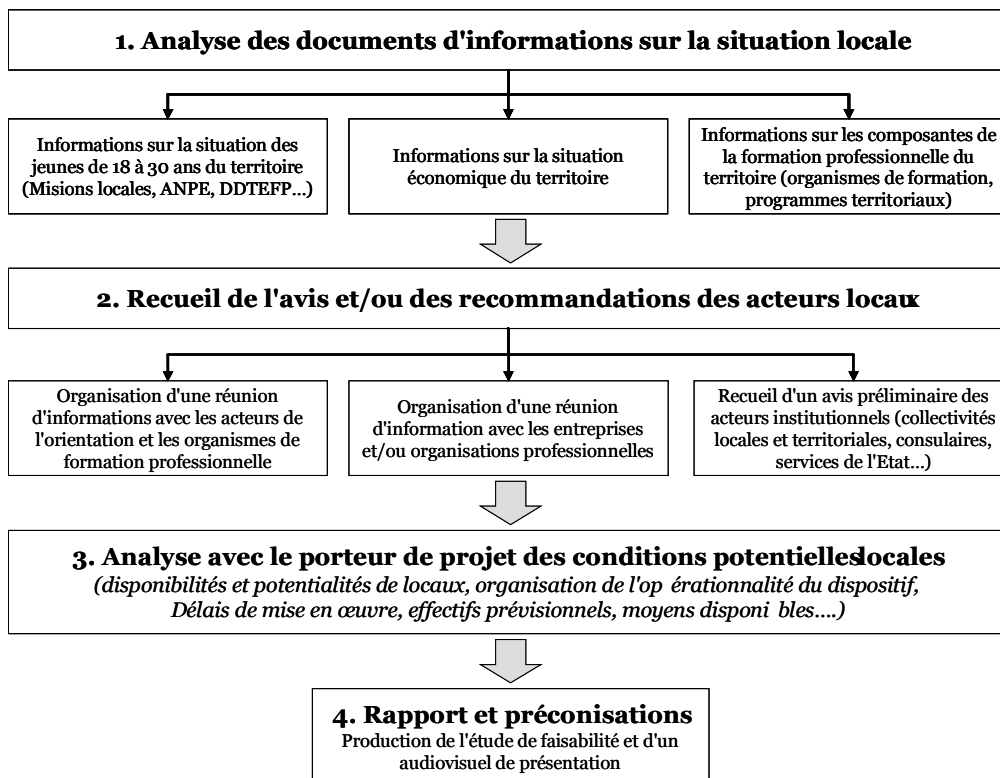 1. Analyse des documents d'informations sur la situation locale
Informations sur la situation des
jeunes de 18 à 30 ans du territoire
(Misions locales, ANPE, DDTEFP...)
Informations sur la situation
économique du territoire
Informations sur les composantes de
la formation professionnelle du
territoire (organismes de formation,
programmes territoriaux)
2. Recueil de l'avis et/ou des recommandations des acteurs locaux
Organisation d'une réunion
d'informations avec les acteurs de
l'orientation et les organismes de
formation professionnelle
Organisation d'une réunion
d'information avec les entreprises
et/ou organisations professionnelles
Recueil d'un avis préliminaire des
acteurs institutionnels (collectivités
locales et territoriales, consulaires,
services de l'Etat...)
3. Analyse avec le porteur de projet des conditions potentielles locales
(disponibilités et potentialités de locaux, organisation de l'op érationnalité du dispositif,
Délais de mise en œuvre, effectifs prévisionnels, moyens disponi bles....)
4. Rapport et préconisations
Production de l'étude de faisabilité et d'un
audiovisuel de présentation